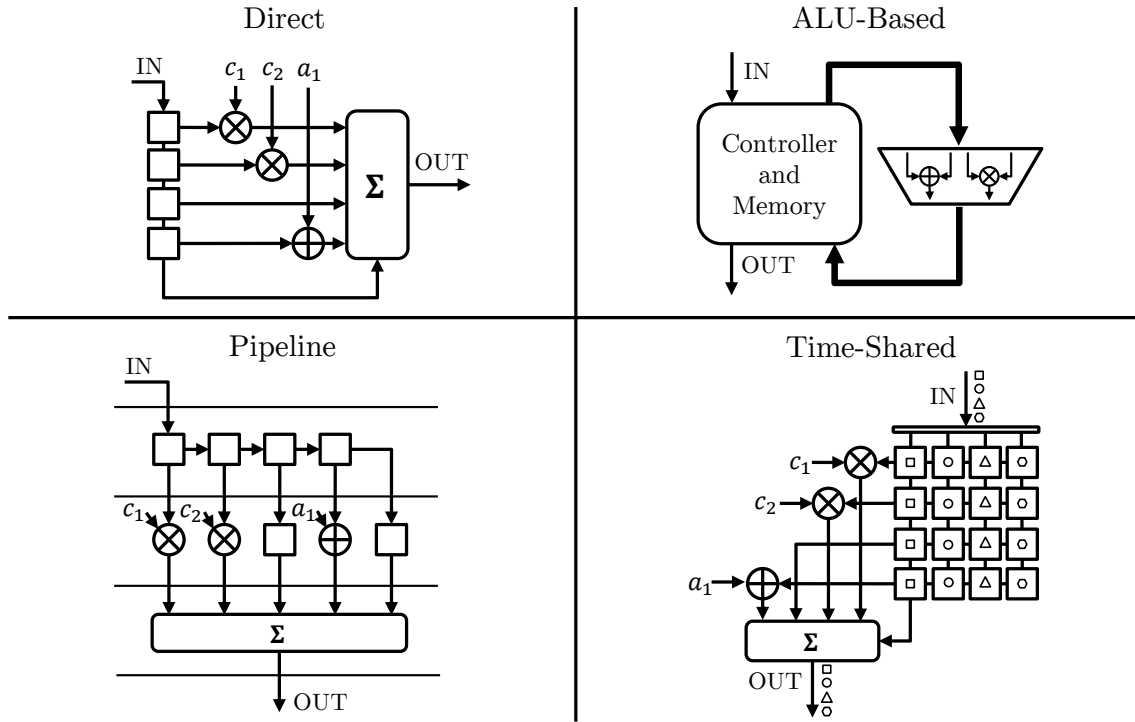 Direct
IN
c₁ c₂ a₁
Σ
OUT
ALU-Based
IN
Controller
and
Memory
OUT
Pipeline
IN
c₁ c₂ a₁
Σ
OUT
Time-Shared
IN
c₁
c₂
a₁
Σ
OUT